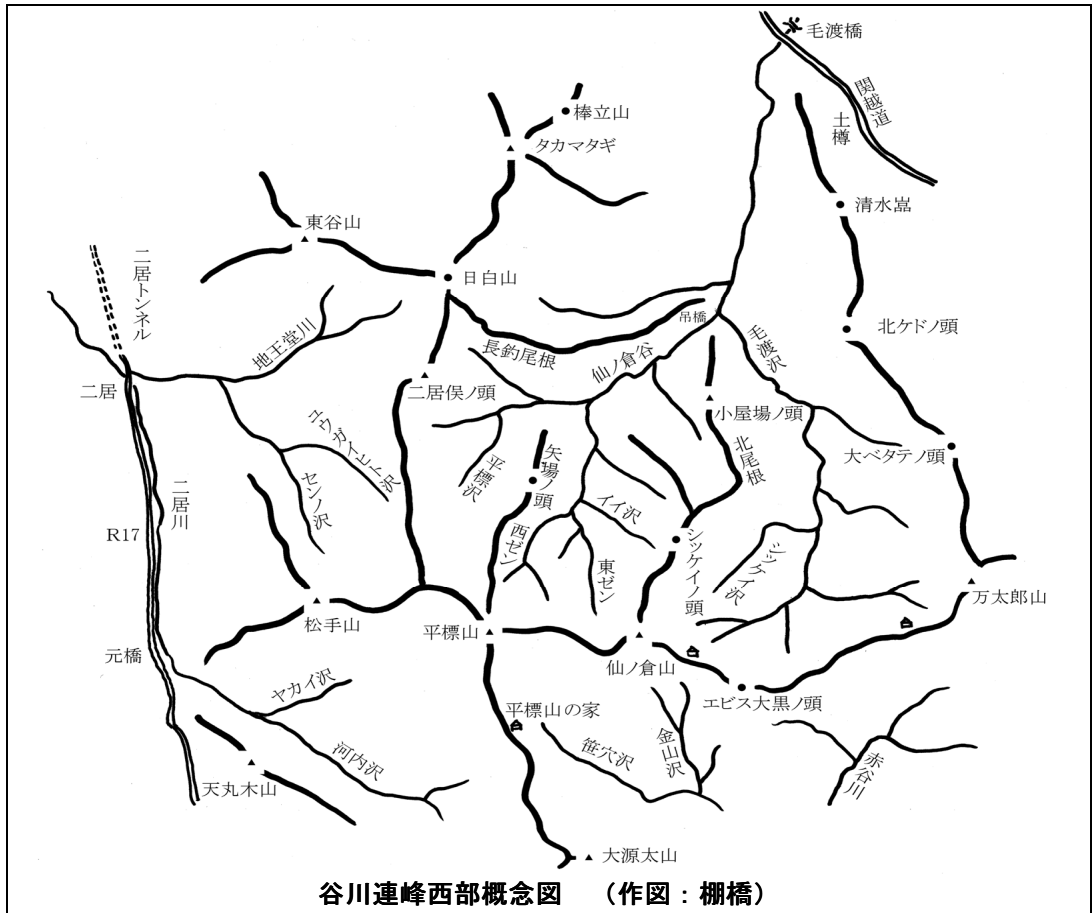 毛渡橋
関越道
土樽
棒立山
タカマタギ
清水峠
東谷山
二居トンネル
日白山
吊橋
北ケドノ頭
地王堂川
長釣尾根
仙ノ倉谷
毛渡沢
二居
二居俣ノ頭
小屋場ノ頭
ユウガイヒト沢
矢場ノ頭
北尾根
大ベタテノ頭
平標沢
センノ沢
二居川
イイ沢
R17
西ゼン
東ゼン
シッケイノ頭
シッケイ沢
万太郎山
松手山
平標山
元橋
仙ノ倉山
エビス大黒ノ頭
ヤカイ沢
平標山の家
金山沢
笹穴沢
河内沢
赤谷川
天丸木山
大源太山
谷川連峰西部概念図 （作図：棚橋）